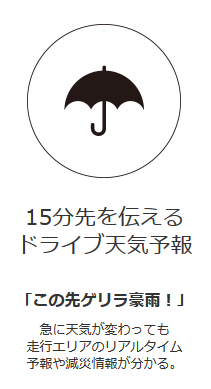 15分先を伝える
ドライブ天気予報
「この先ゲリラ豪雨！」
急に天気が変わっても
走行エリアのリアルタイム
予報や減災情報が分かる。